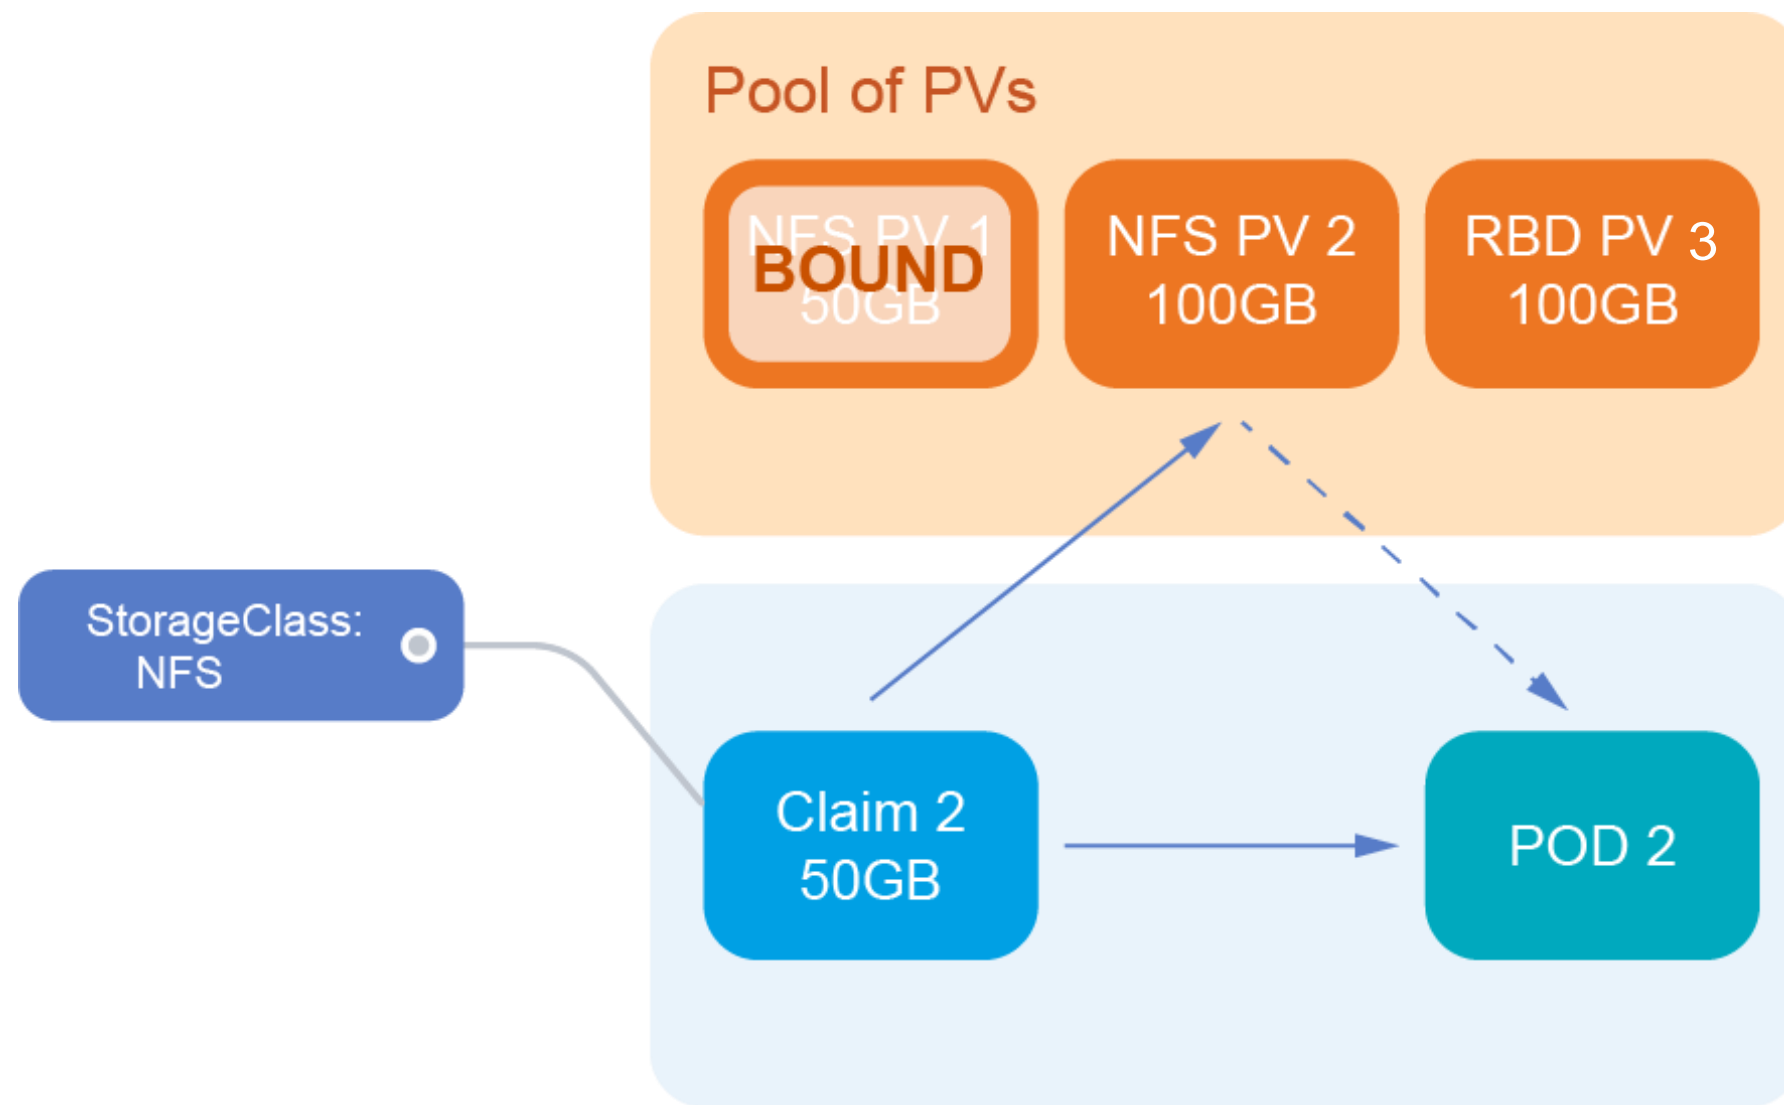 Pool of PVs
NFS PV 1
BOUND
50GB
NFS PV 2
100GB
RBD PV 3
100GB
StorageClass:
NFS
Claim 2
50GB
POD 2